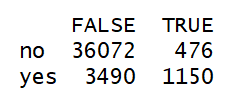 FALSE TRUE
no 36072 476
yes 3490 1150